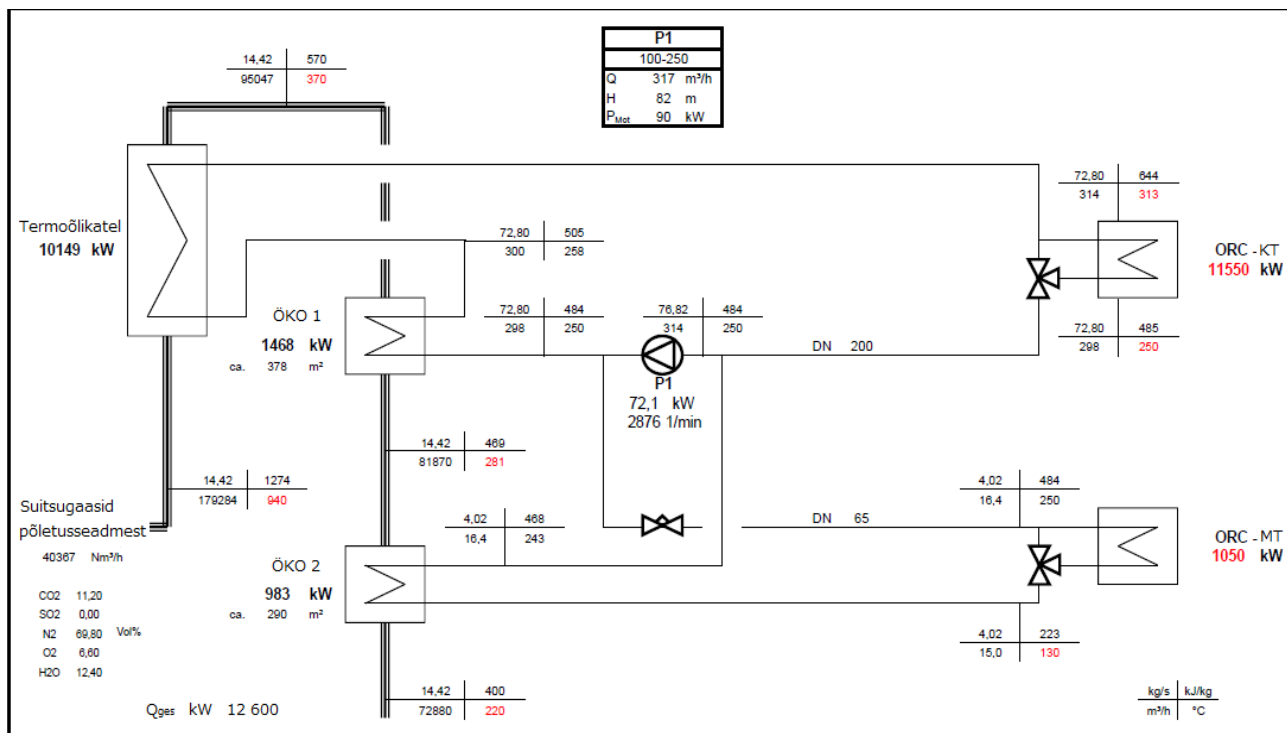 P1
100-250
Q 317 m³/h
H 82 m
PMot 90 kW
14,42 570
95047 370
Termoõlikatel
10149 kW
72,80 644
314 313
ORC - KT
11550 kW
72,80 505
300 258
ÖKO 1
1468 kW
ca. 378 m²
72,80 484
298 250
76,82 484
314 250
DN 200
72,80 485
298 250
P1
72,1 kW
2876 1/min
14,42 469
81870 281
14,42 1274
179284 940
Suitsugaasid
põletusseadmest
40367 Nm³/h
4,02 468
16,4 243
DN 65
4,02 484
16,4 250
ORC - MT
1050 kW
ÖKO 2
983 kW
ca. 290 m²
CO2 11,20
SO2 0,00
N2 69,80 Vol%
O2 6,60
H2O 12,40
4,02 223
15,0 130
14,42 400
72880 220
Qges kW 12 600
kg/s kJ/kg
m³/h °C